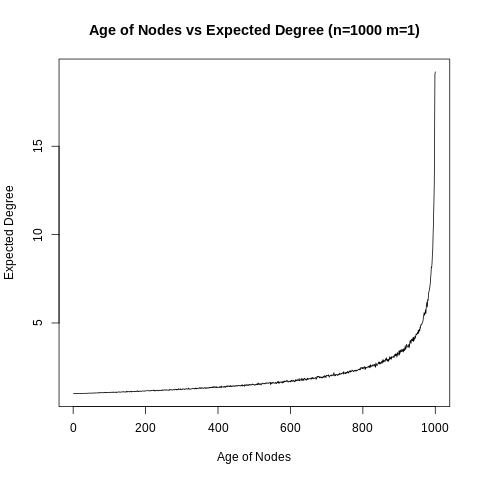 Age of Nodes vs Expected Degree (n=1000 m=1)
Expected Degree
15
10
5
0 200 400 600 800 1000
Age of Nodes